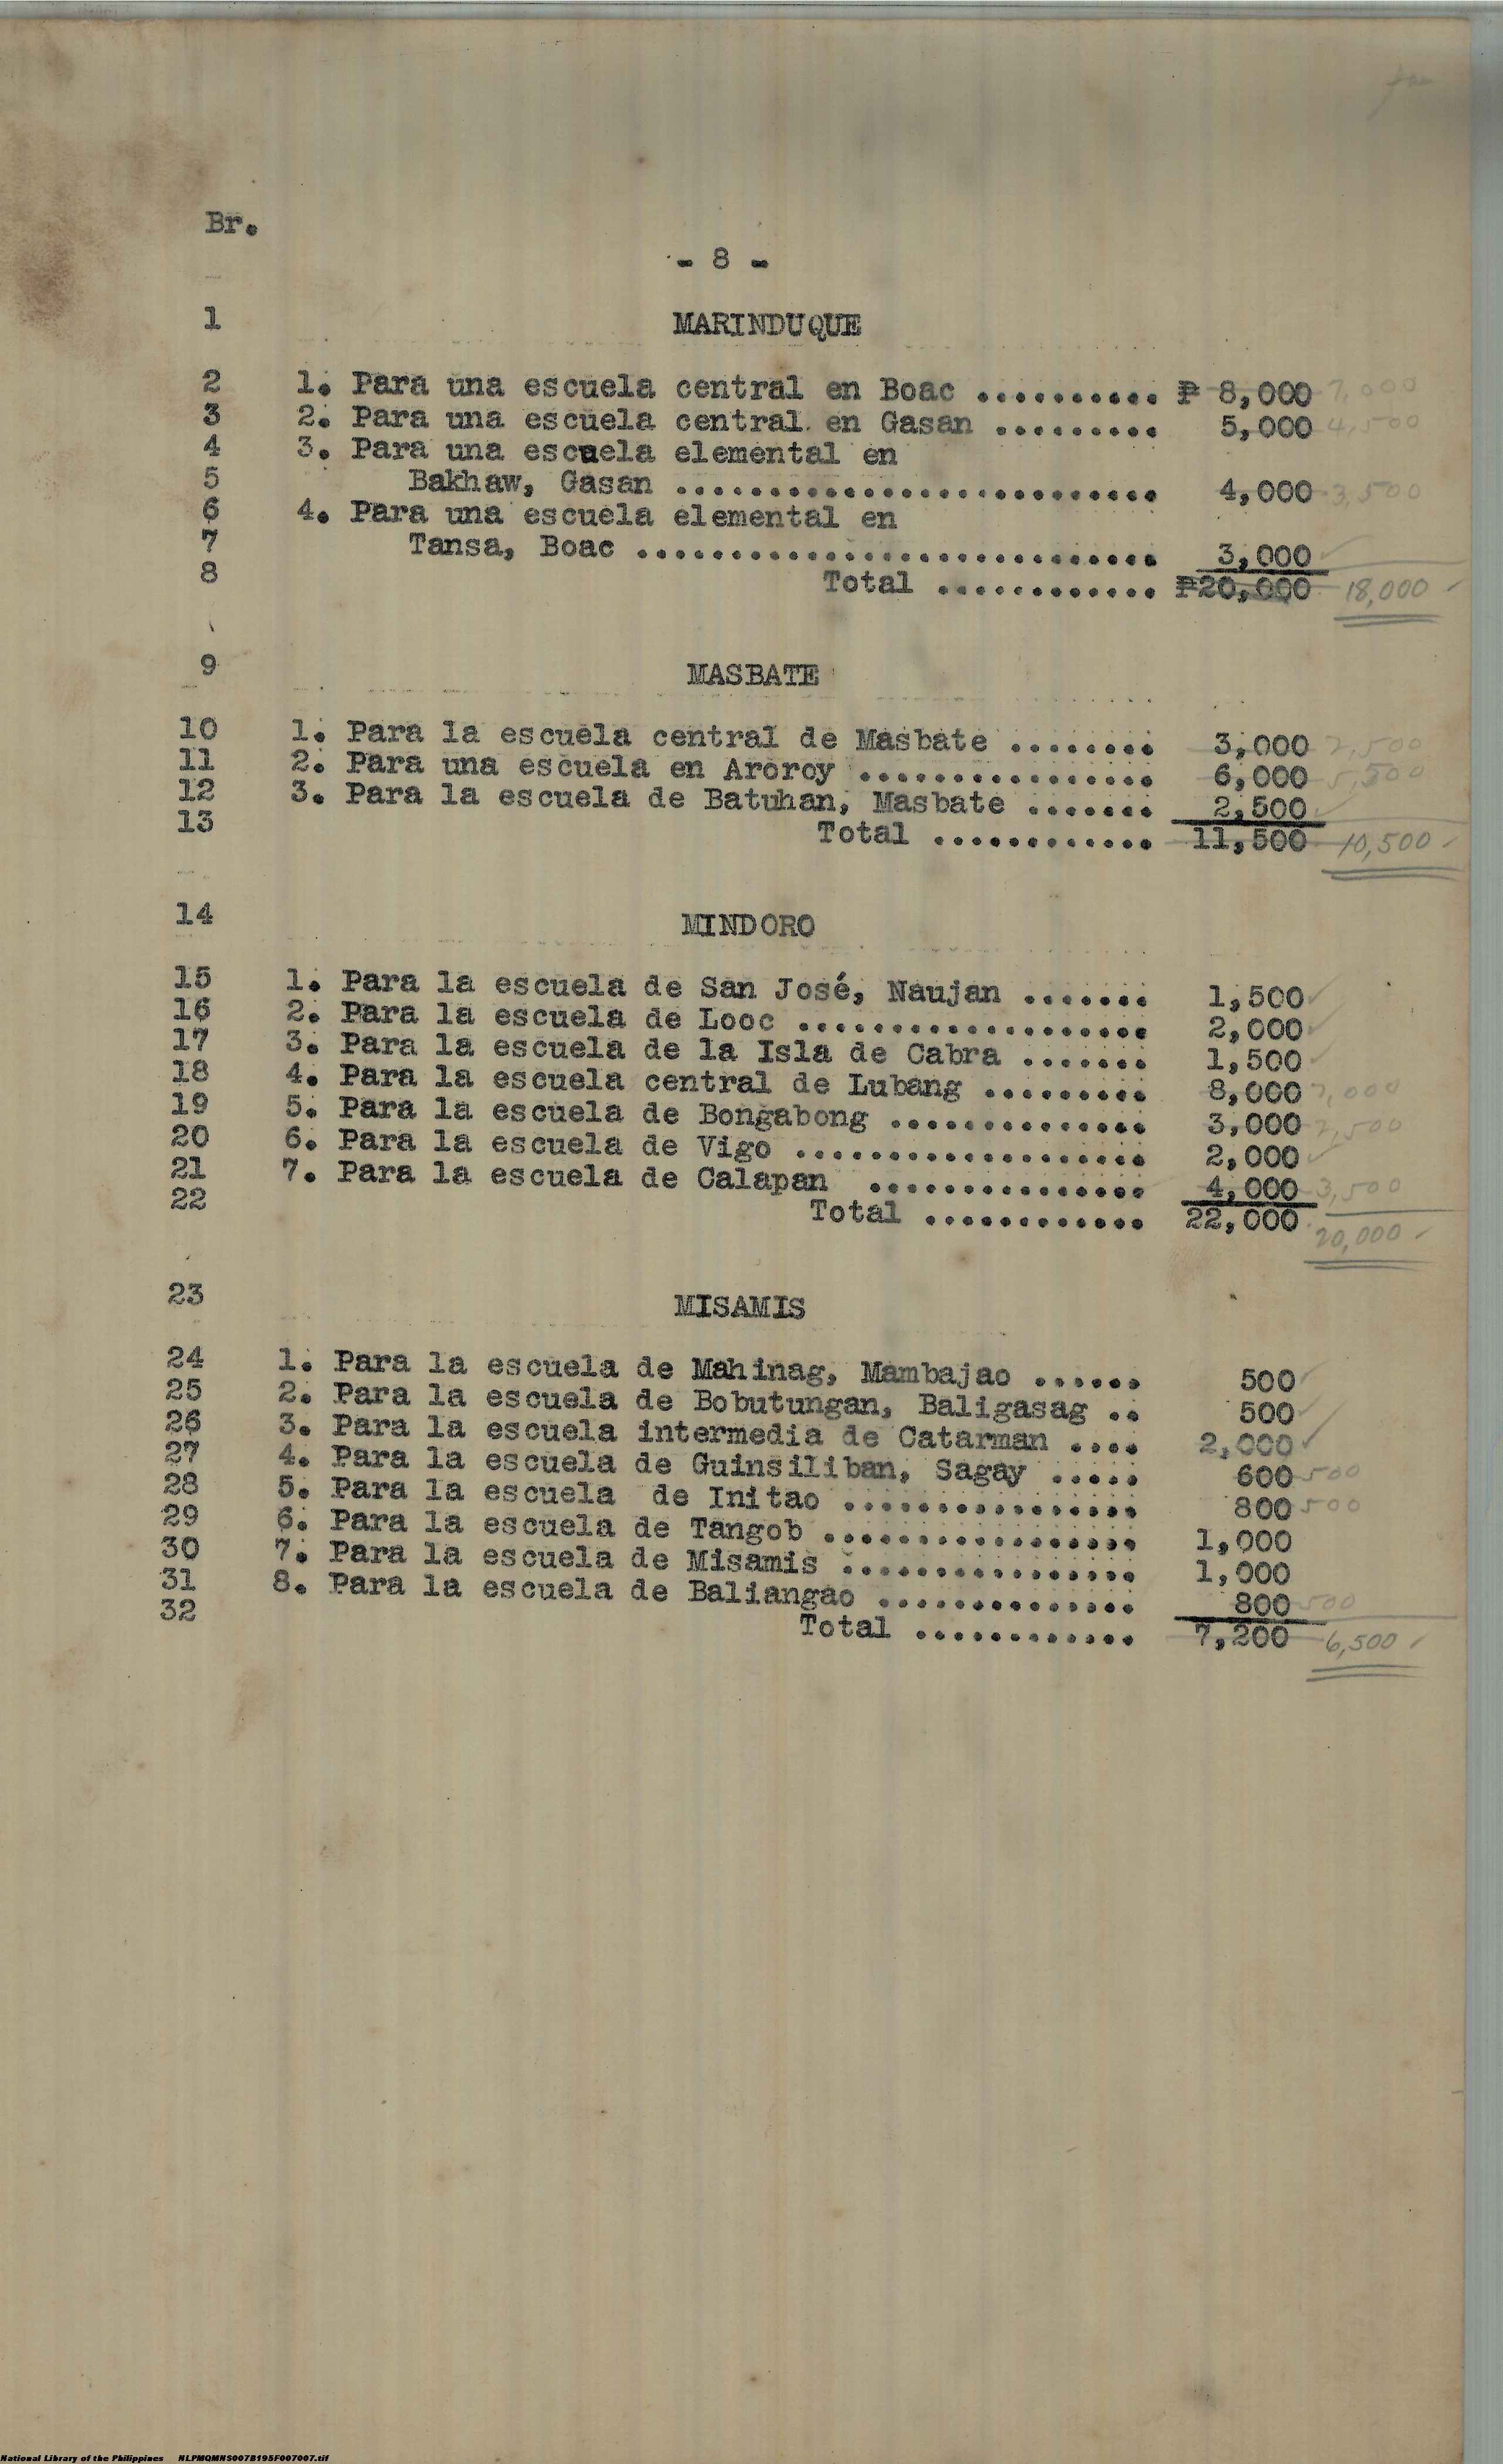 Br.
- 8 -
1 MARINDUQUE
2 1. Para una escuela central en Boac .......... ₱ 8,000 7,000
3 2. Para una escuela central en Gasan ......... 5,000 4,500
4 3. Para una escuela elemental en
5 Bakhaw, Gasan .......................... 4,000 3,500
6 4. Para una escuela elemental en
7 Tansa, Boac ............................ 3,000 ✓
8 Total ............ ₱20,000 18,000 ✓
9 MASBATE
10 1. Para la escuela central de Masbate ........ 3,000 2,500
11 2. Para una escuela en Aroroy ................ 6,000 5,500
12 3. Para la escuela de Batuhan, Masbate ....... 2,500 ✓
13 Total ............ 11,500 10,500 ✓
14 MINDORO
15 1. Para la escuela de San José, Naujan ....... 1,500 ✓
16 2. Para la escuela de Looc ................... 2,000 ✓
17 3. Para la escuela de la Isla de Cabra ....... 1,500 ✓
18 4. Para la escuela central de Lubang ......... 8,000 7,000
19 5. Para la escuela de Bongabong .............. 3,000 2,500
20 6. Para la escuela de Vigo ................... 2,000 ✓
21 7. Para la escuela de Calapan ............... 4,000 3,500
22 Total ............ 22,000
20,000 ✓
23 MISAMIS
24 1. Para la escuela de Mahinag, Mambajao ...... 500 ✓
25 2. Para la escuela de Bobutungan, Baligasag .. 500 ✓
26 3. Para la escuela intermedia de Catarman .... 2,000 ✓
27 4. Para la escuela de Guinsiliban, Sagay ..... 600 500
28 5. Para la escuela de Initao ................ 800 500
29 6. Para la escuela de Tangob ................. 1,000
30 7. Para la escuela de Misamis ................ 1,000
31 8. Para la escuela de Baliangao .............. 800 500
32 Total ............ 7,200 6,500 ✓
National Library of the Philippines NLPMQMNS007B195F007007.tif